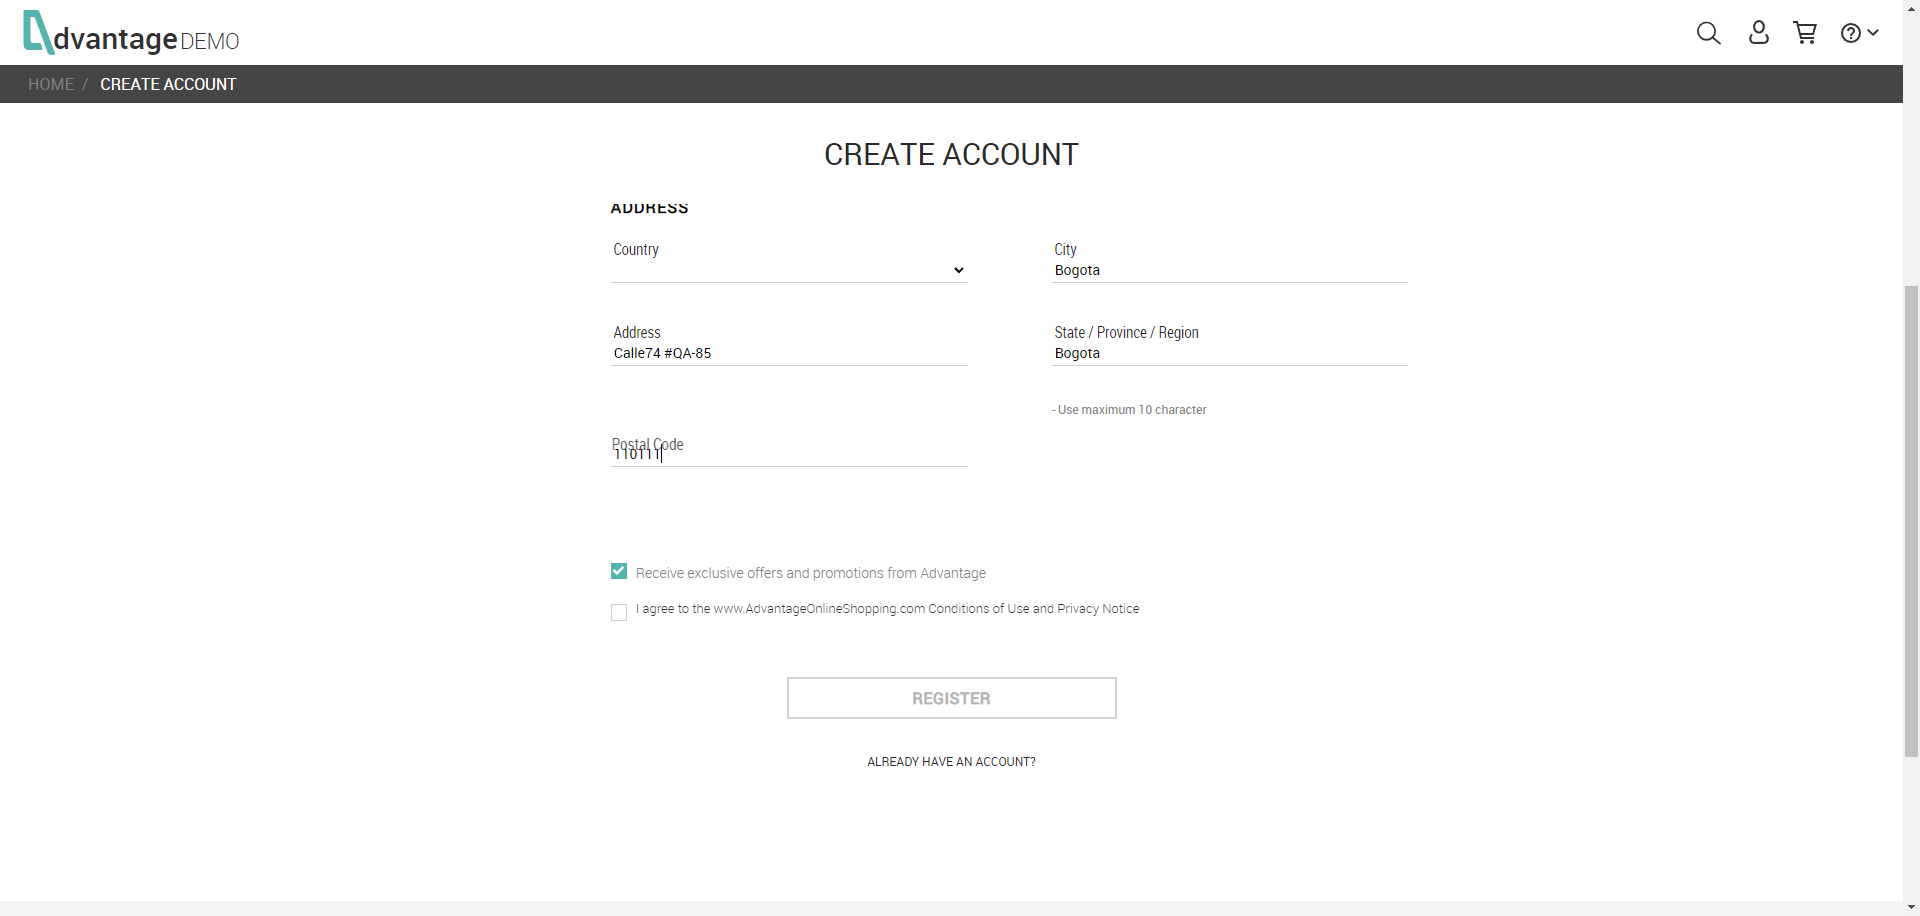 dvantage DEMO
HOME / CREATE ACCOUNT
CREATE ACCOUNT
ADDRESS
Country
City
Bogota
Address
Calle74 #QA-85
State / Province / Region
Bogota
- Use maximum 10 character
Postal Code
110111
Receive exclusive offers and promotions from Advantage
I agree to the www.AdvantageOnlineShopping.com Conditions of Use and Privacy Notice
REGISTER
ALREADY HAVE AN ACCOUNT?